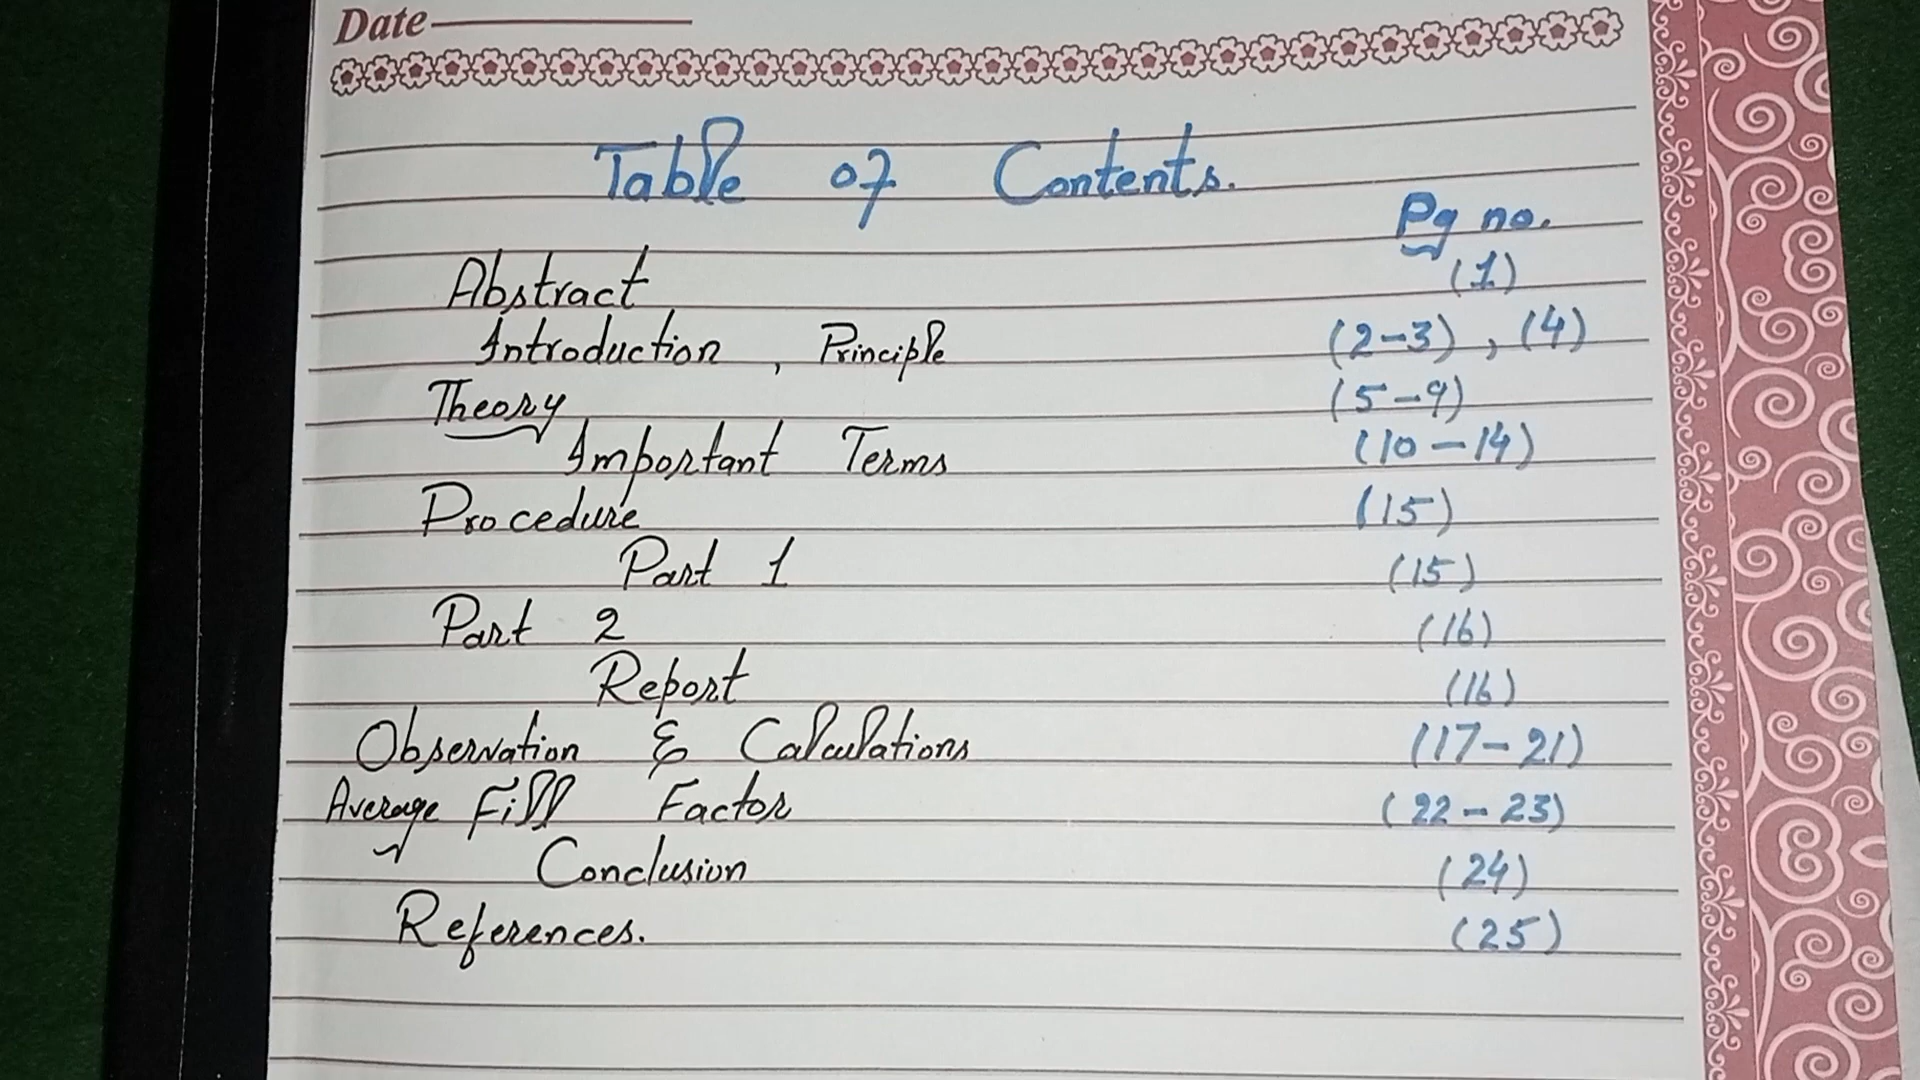 Date
Table of Contents.
Pg no.
Abstract (1)
Introduction, Principle (2-3), (4)
Theory (5-9)
Important Terms (10-14)
Procedure (15)
Part 1 (15)
Part 2 (16)
Report (16)
Observation & Calculations (17-21)
Average Fill Factor (22-23)
Conclusion (24)
References. (25)